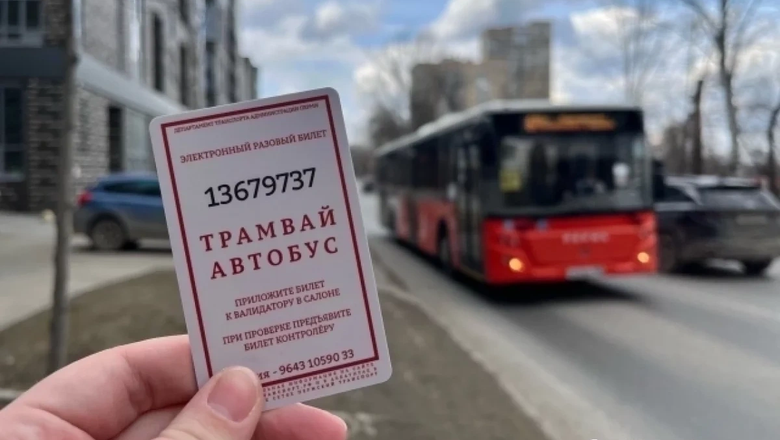 ДЕПАРТАМЕНТ ТРАНСПОРТА АДМИНИСТРАЦИИ Г. ПЕРМИ
ЭЛЕКТРОННЫЙ РАЗОВЫЙ БИЛЕТ
13679737
ТРАМВАЙ
АВТОБУС
ПРИЛОЖИТЕ БИЛЕТ
К ВАЛИДАТОРУ В САЛОНЕ
ПРИ ПРОВЕРКЕ ПРЕДЪЯВИТЕ
БИЛЕТ КОНТРОЛЁРУ
- 9643 10590 33